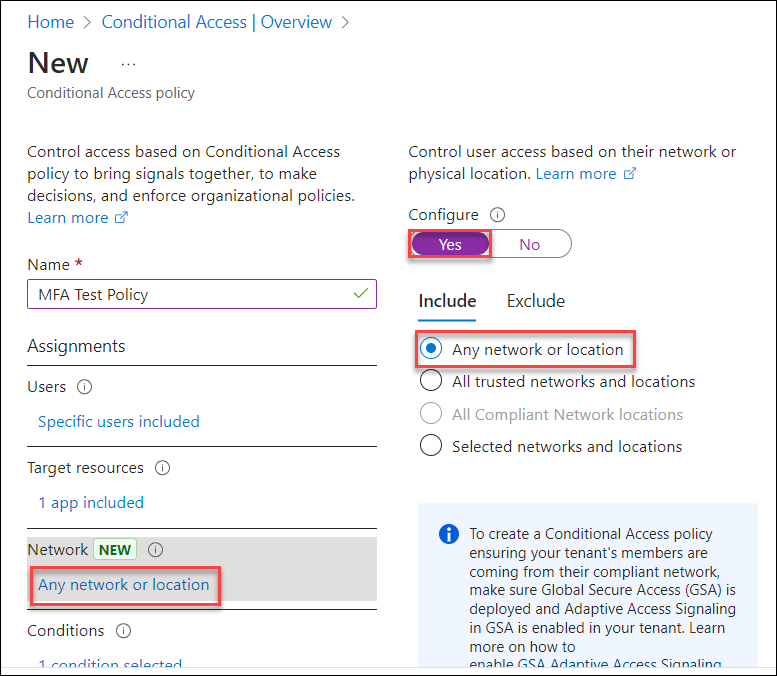 Home > Conditional Access | Overview >
New ...
Conditional Access policy
Control access based on Conditional Access
policy to bring signals together, to make
decisions, and enforce organizational policies.
Learn more
Name *
MFA Test Policy
Assignments
Users
Specific users included
Target resources
1 app included
Network NEW
Any network or location
Conditions
1 condition selected
Control user access based on their network or
physical location. Learn more
Configure
Yes No
Include Exclude
Any network or location
All trusted networks and locations
All Compliant Network locations
Selected networks and locations
To create a Conditional Access policy
ensuring your tenant's members are
coming from their compliant network,
make sure Global Secure Access (GSA) is
deployed and Adaptive Access Signaling
in GSA is enabled in your tenant. Learn
more on how to
enable GSA Adaptive Access Signaling